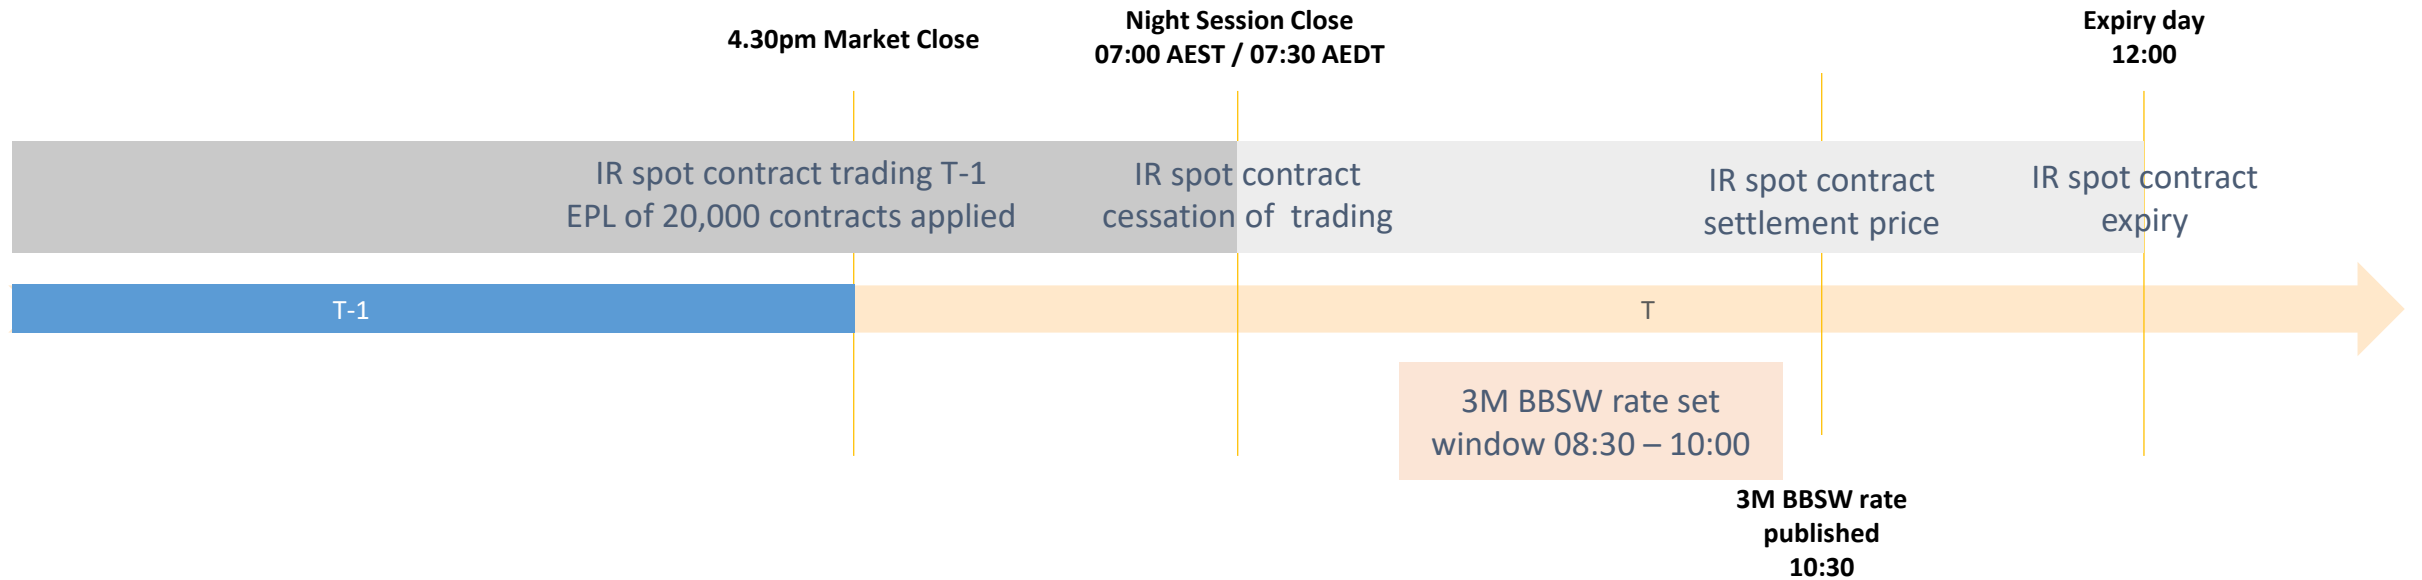 4.30pm Market Close
Night Session Close
07:00 AEST / 07:30 AEDT
Expiry day
12:00
IR spot contract trading T-1
EPL of 20,000 contracts applied
IR spot contract
cessation of trading
IR spot contract
settlement price
IR spot contract
expiry
T-1
T
3M BBSW rate set
window 08:30 – 10:00
3M BBSW rate
published
10:30